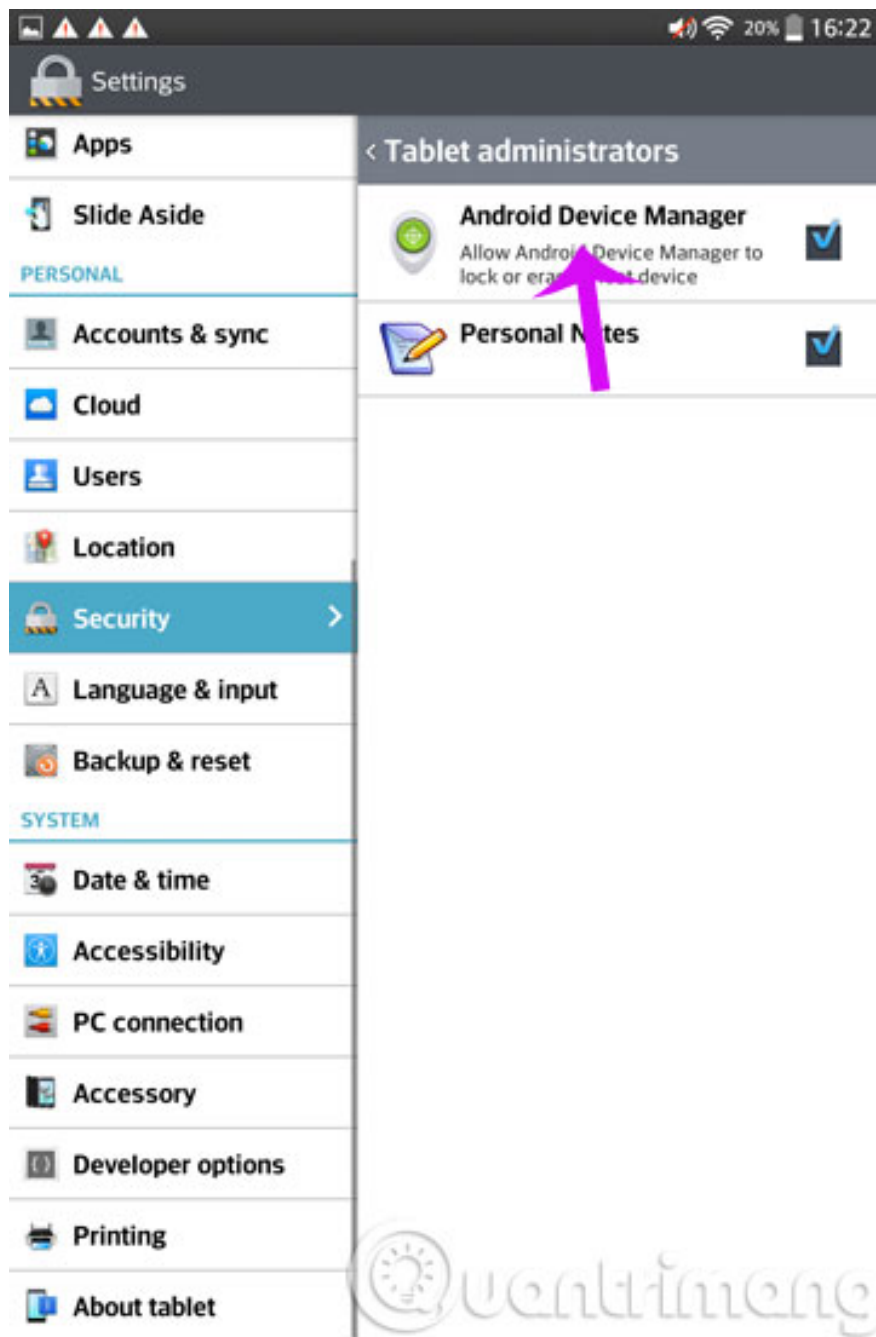 20% 16:22
Settings
Apps
Slide Aside
PERSONAL
Accounts & sync
Cloud
Users
Location
Security
Language & input
Backup & reset
SYSTEM
Date & time
Accessibility
PC connection
Accessory
Developer options
Printing
About tablet
< Tablet administrators
Android Device Manager
Allow Android Device Manager to
lock or device
Personal Notes
Quantrimang